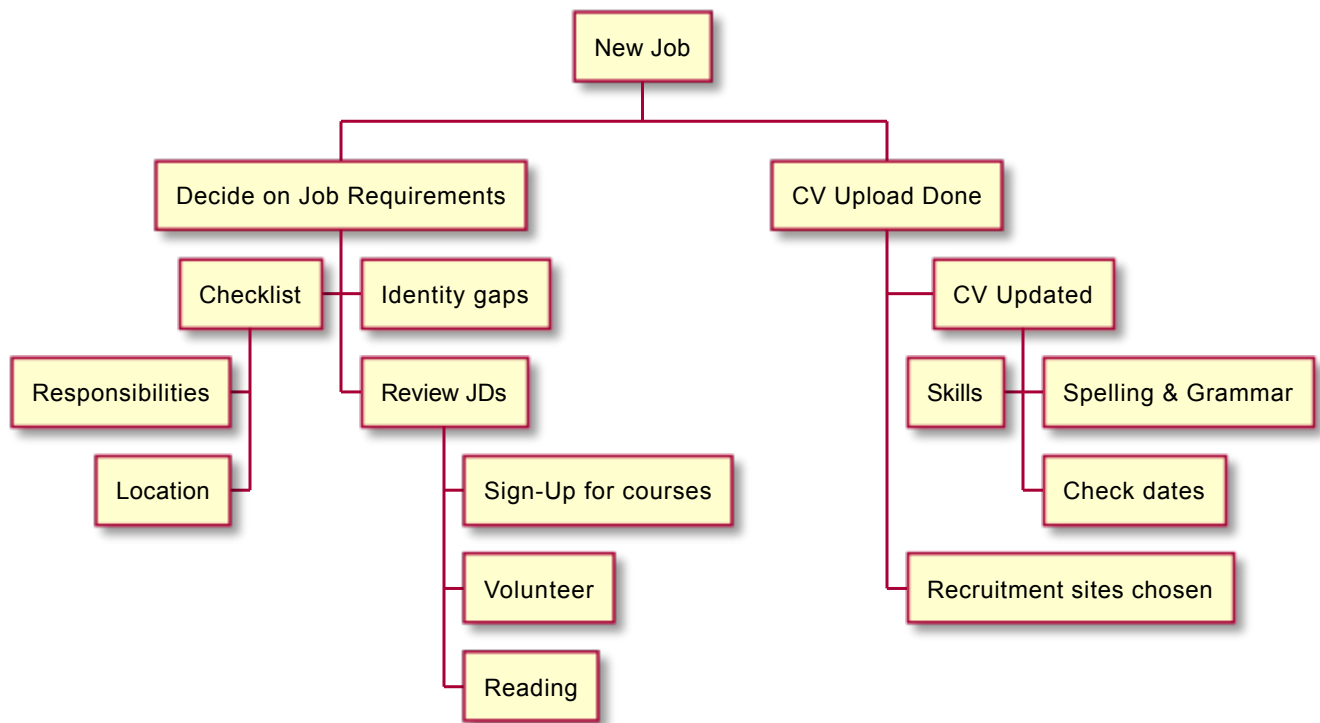 New Job
Decide on Job Requirements
CV Upload Done
Checklist
Identity gaps
CV Updated
Responsibilities
Review JDs
Skills
Spelling & Grammar
Location
Sign-Up for courses
Check dates
Volunteer
Recruitment sites chosen
Reading